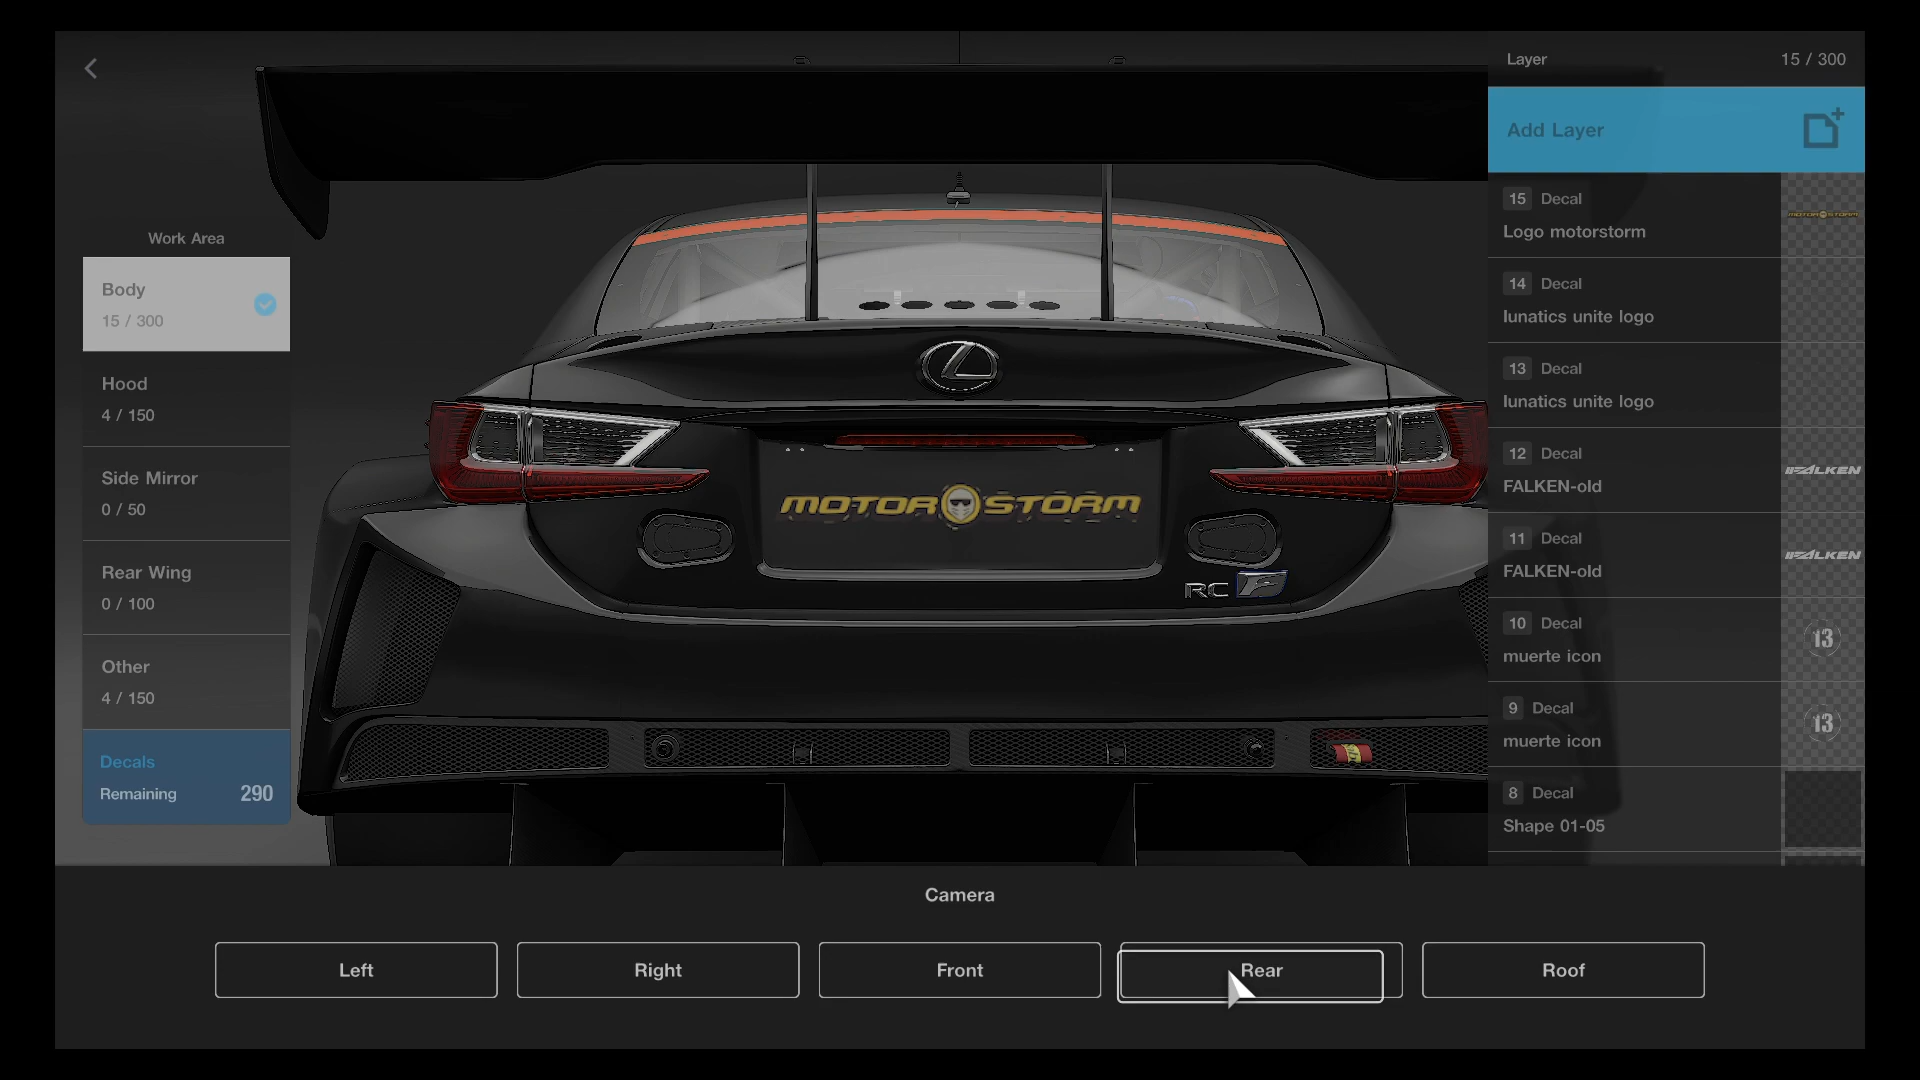 Layer
15 / 300
Add Layer
15 Decal
Logo motorstorm
14 Decal
lunatics unite logo
13 Decal
lunatics unite logo
12 Decal
FALKEN-old
FALKEN
11 Decal
FALKEN-old
FALKEN
10 Decal
muerte icon
13
9 Decal
muerte icon
13
8 Decal
Shape 01-05
Work Area
Body
15 / 300
Hood
4 / 150
Side Mirror
0 / 50
Rear Wing
0 / 100
Other
4 / 150
Decals
Remaining 290
MOTORSTORM
MOTOR STORM
RC F
Camera
Left
Right
Front
Rear
Roof